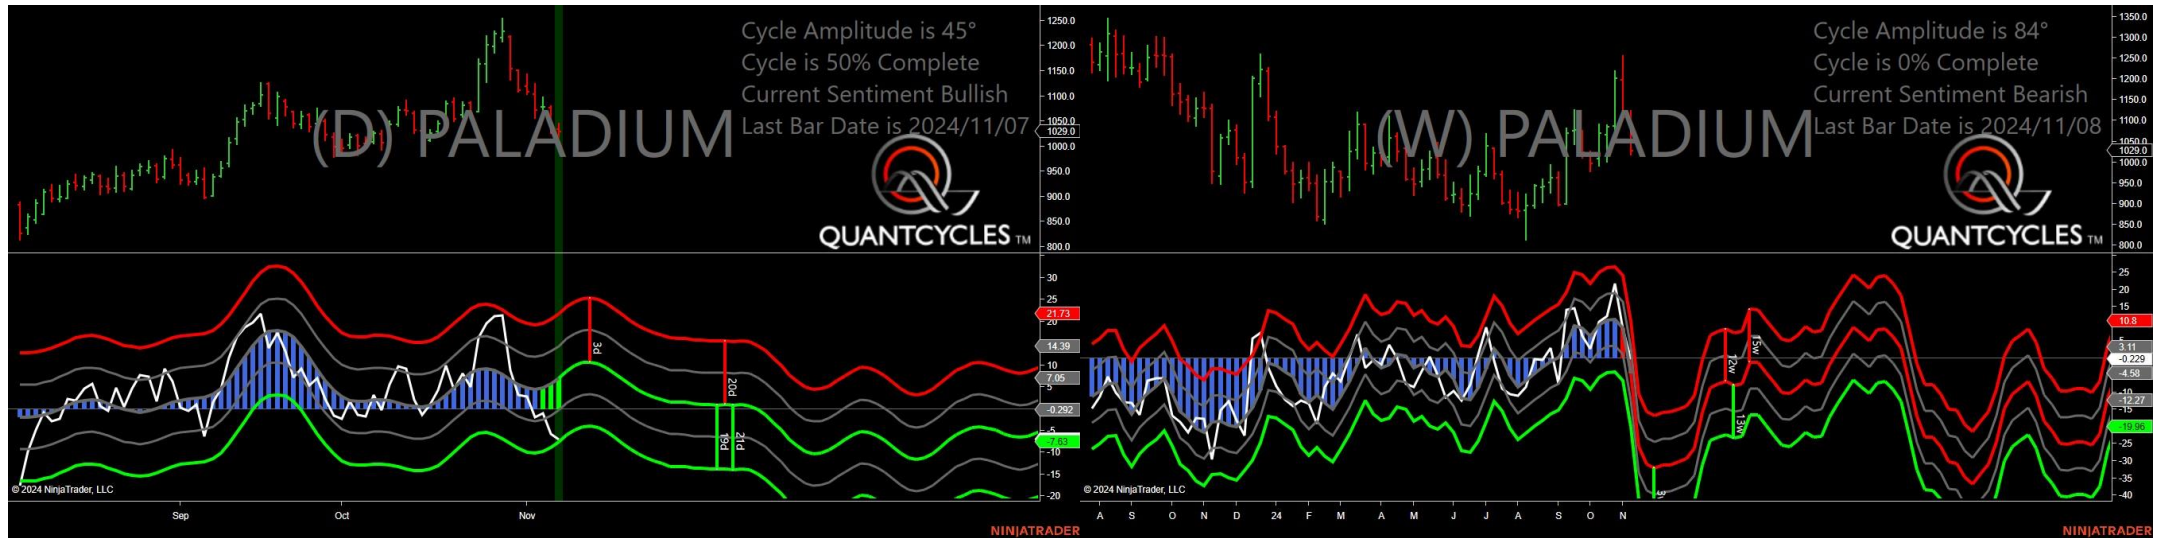 Cycle Amplitude is 45°
Cycle is 50% Complete
Current Sentiment Bullish
Last Bar Date is 2024/11/07
(D) PALADIUM
QUANTCYCLES TM
1250.0
1200.0
1150.0
1100.0
1050.0
1029.0
1000.0
950.0
900.0
850.0
800.0
30
25
21.73
20
14.39
10
7.05
5
-0.292
-5
-7.63
-10
-15
-20
3d
20d
19d
21d
© 2024 NinjaTrader, LLC
Sep
Oct
Nov
NINJATRADER
Cycle Amplitude is 84°
Cycle is 0% Complete
Current Sentiment Bearish
Last Bar Date is 2024/11/08
(W) PALADIUM
QUANTCYCLES TM
1350.0
1300.0
1250.0
1200.0
1150.0
1100.0
1050.0
1029.0
1000.0
950.0
900.0
850.0
800.0
25
20
15
10.8
3.11
-0.229
-4.58
-10
-12.27
-15
-19.96
-25
-30
-35
-40
12w
15w
13w
© 2024 NinjaTrader, LLC
A
S
O
N
D
24
F
M
A
M
J
J
A
S
O
N
NINJATRADER